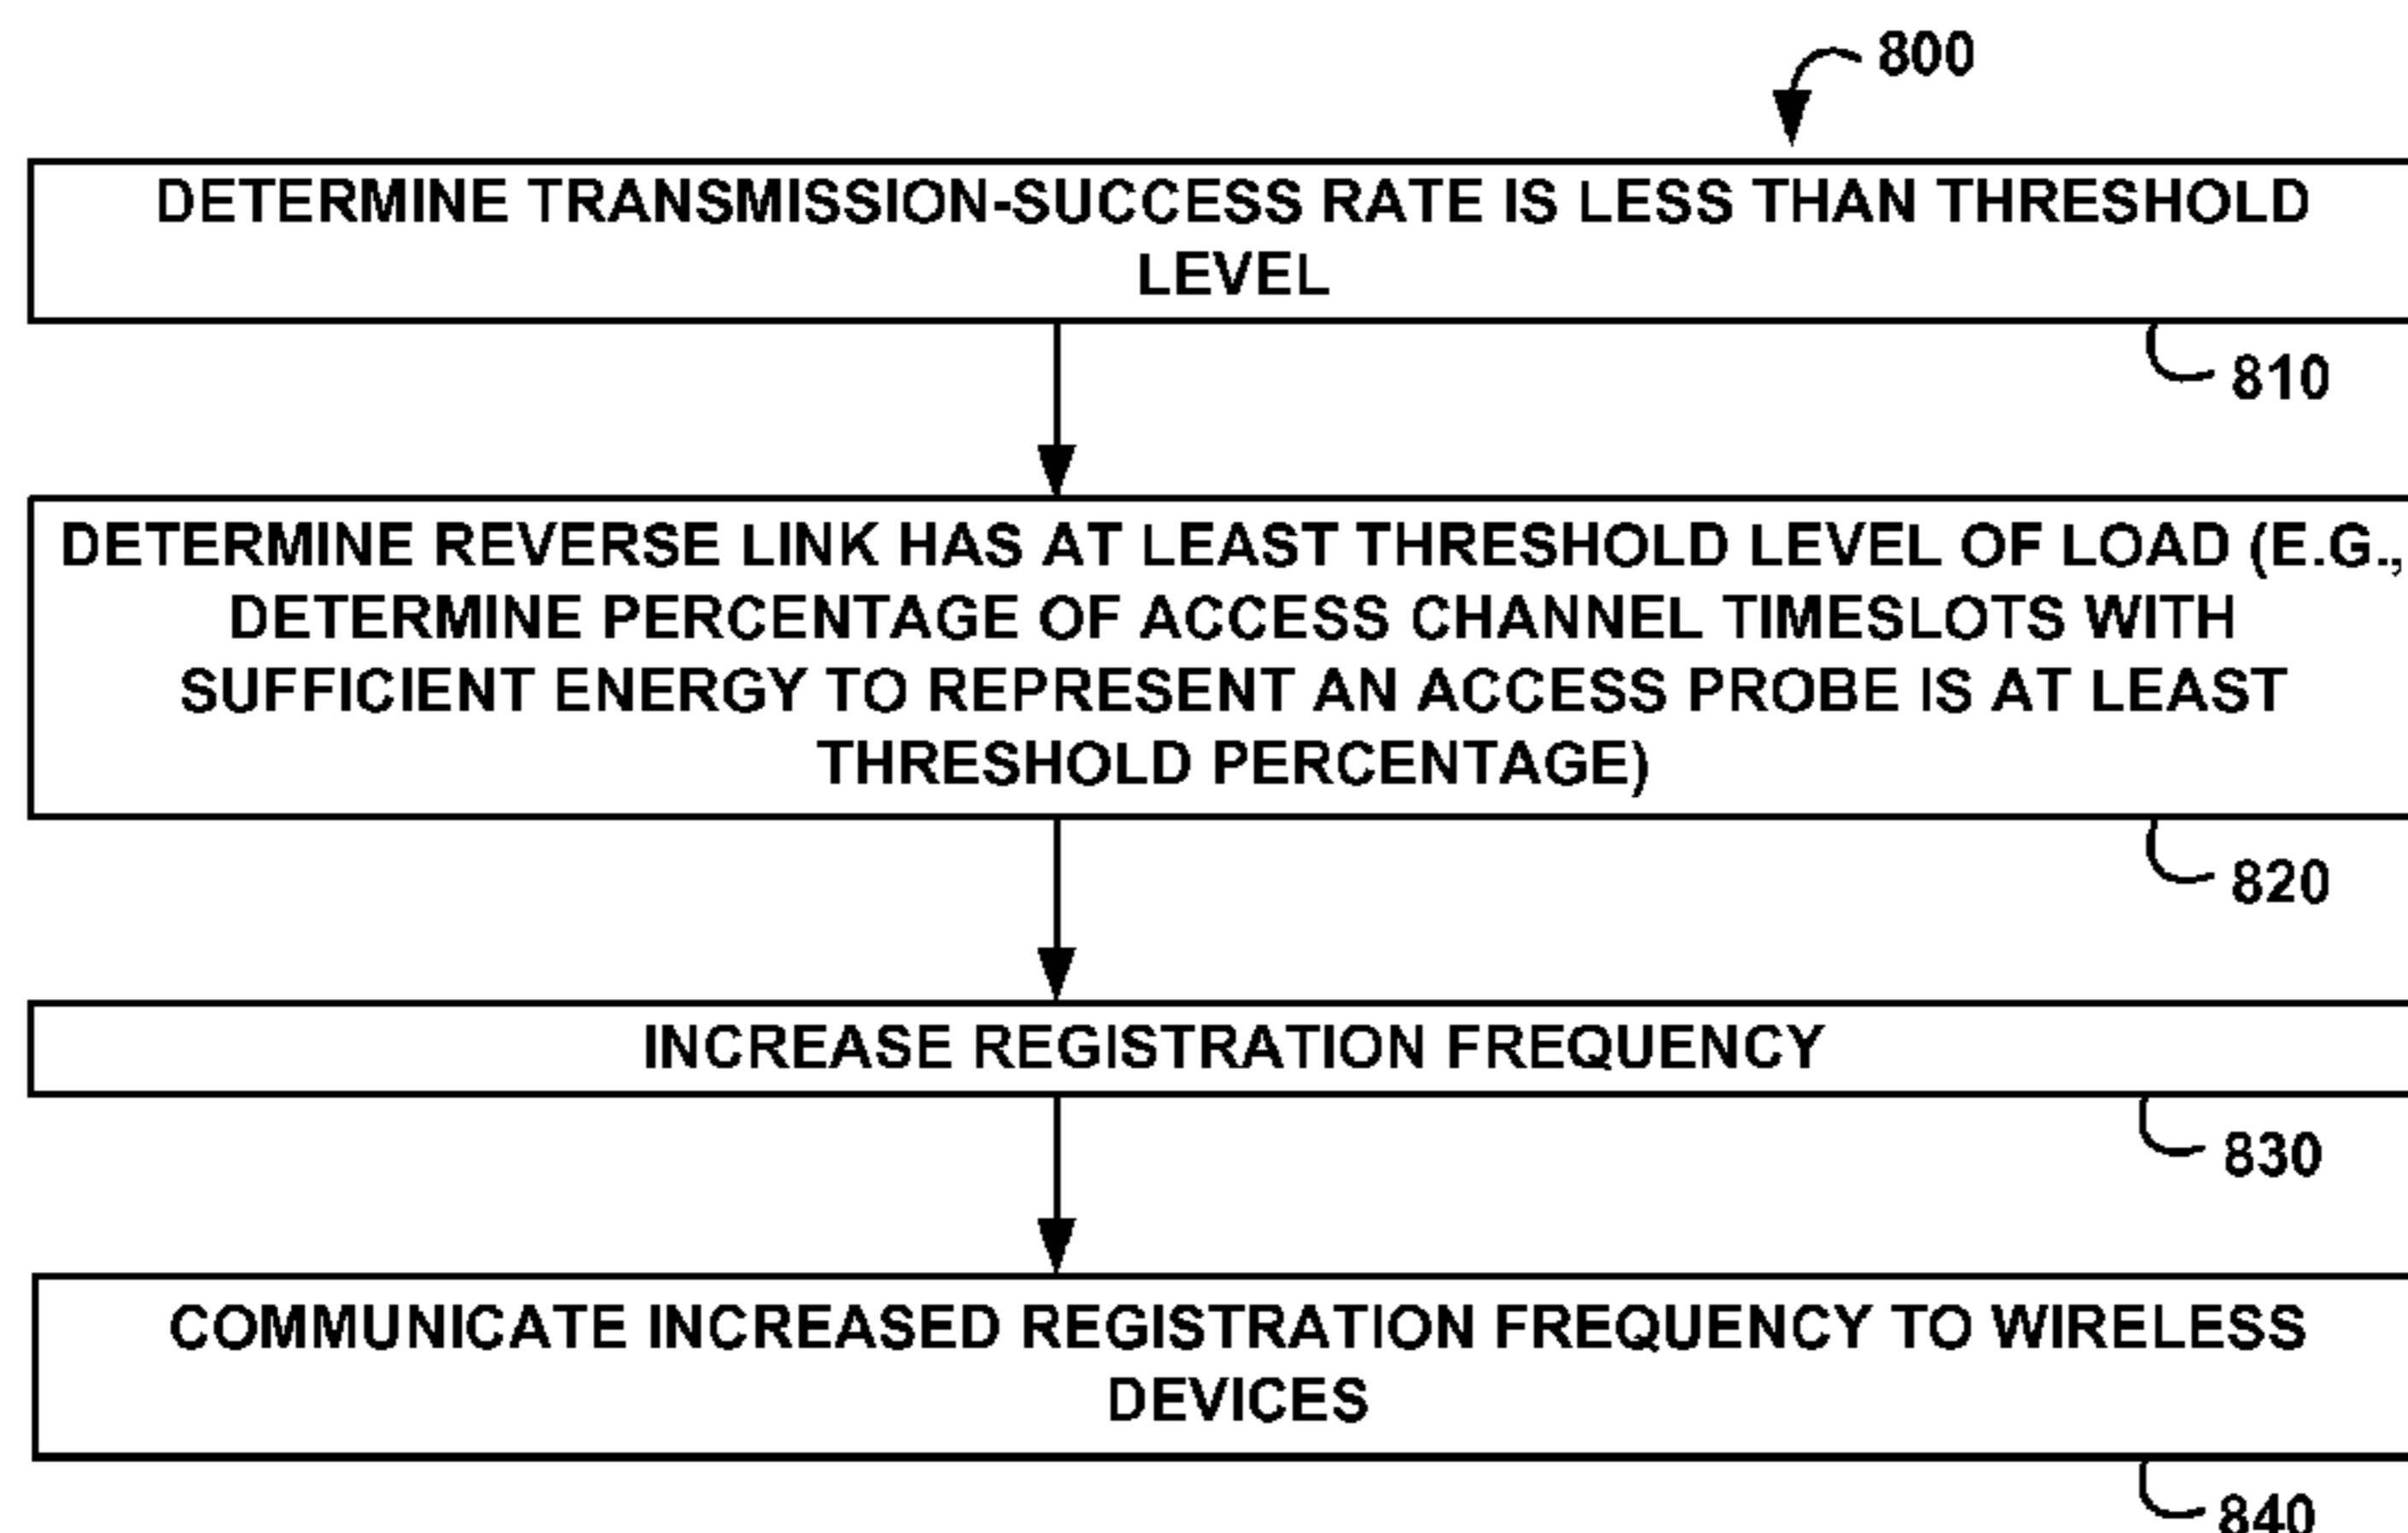 800
DETERMINE TRANSMISSION-SUCCESS RATE IS LESS THAN THRESHOLD
LEVEL
810
DETERMINE REVERSE LINK HAS AT LEAST THRESHOLD LEVEL OF LOAD (E.G.,
DETERMINE PERCENTAGE OF ACCESS CHANNEL TIMESLOTS WITH
SUFFICIENT ENERGY TO REPRESENT AN ACCESS PROBE IS AT LEAST
THRESHOLD PERCENTAGE)
820
INCREASE REGISTRATION FREQUENCY
830
COMMUNICATE INCREASED REGISTRATION FREQUENCY TO WIRELESS
DEVICES
840